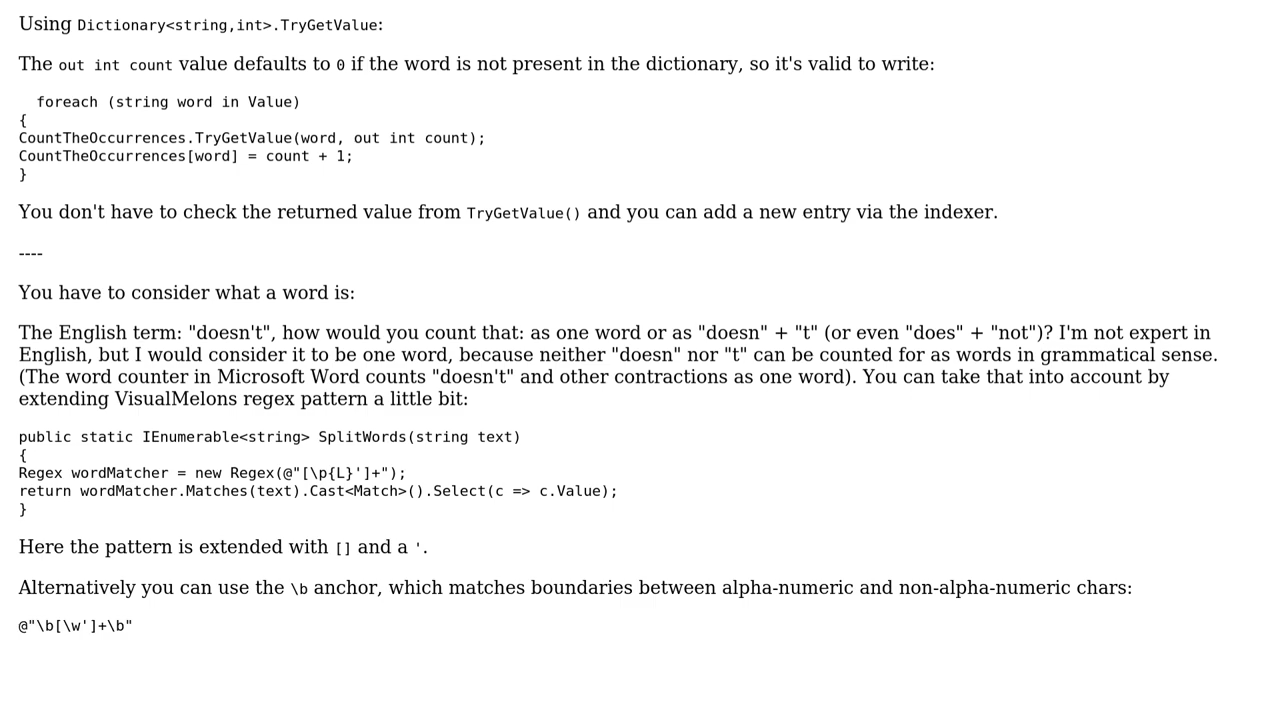 Using Dictionary<string,int>.TryGetValue:
The out int count value defaults to 0 if the word is not present in the dictionary, so it's valid to write:
foreach (string word in Value)
{
CountTheOccurrences.TryGetValue(word, out int count);
CountTheOccurrences[word] = count + 1;
}
You don't have to check the returned value from TryGetValue() and you can add a new entry via the indexer.
----
You have to consider what a word is:
The English term: "doesn't", how would you count that: as one word or as "doesn" + "t" (or even "does" + "not")? I'm not expert in
English, but I would consider it to be one word, because neither "doesn" nor "t" can be counted for as words in grammatical sense.
(The word counter in Microsoft Word counts "doesn't" and other contractions as one word). You can take that into account by
extending VisualMelons regex pattern a little bit:
public static IEnumerable<string> SplitWords(string text)
{
Regex wordMatcher = new Regex(@"[\p{L}']+");
return wordMatcher.Matches(text).Cast<Match>().Select(c => c.Value);
}
Here the pattern is extended with [] and a '.
Alternatively you can use the \b anchor, which matches boundaries between alpha-numeric and non-alpha-numeric chars:
@"\b[\w']+\b"